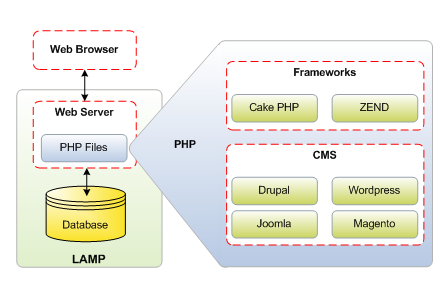 Web Browser
Web Server
PHP Files
Database
LAMP
PHP
Frameworks
Cake PHP
ZEND
CMS
Drupal
Wordpress
Joomla
Magento